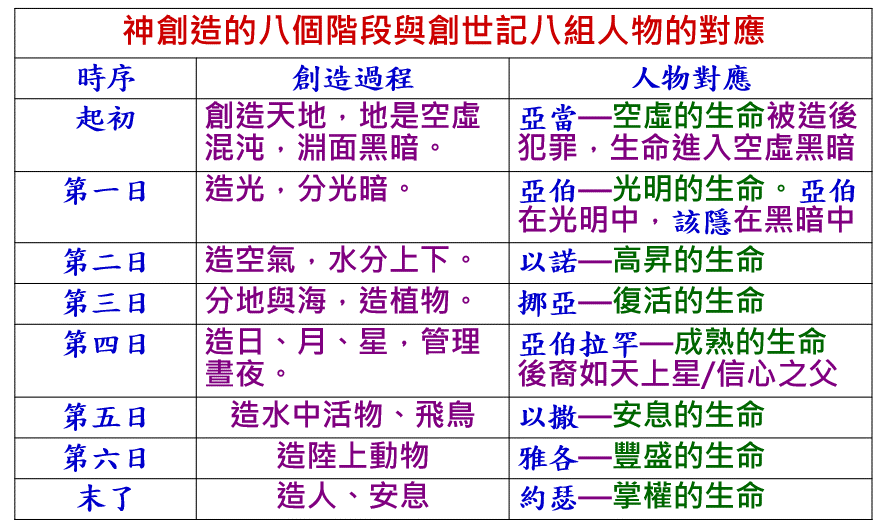 神創造的八個階段與創世記八組人物的對應
時序 創造過程 人物對應
起初 創造天地，地是空虛 亞當—空虛的生命被造後
混沌，淵面黑暗。 犯罪，生命進入空虛黑暗
第一日 造光，分光暗。 亞伯—光明的生命。亞伯
在光明中，該隱在黑暗中
第二日 造空氣，水分上下。 以諾—高昇的生命
第三日 分地與海，造植物。 挪亞—復活的生命
第四日 造日、月、星，管理 亞伯拉罕—成熟的生命
晝夜。 後裔如天上星/信心之父
第五日 造水中活物、飛鳥 以撒—安息的生命
第六日 造陸上動物 雅各—豐盛的生命
末了 造人、安息 約瑟—掌權的生命